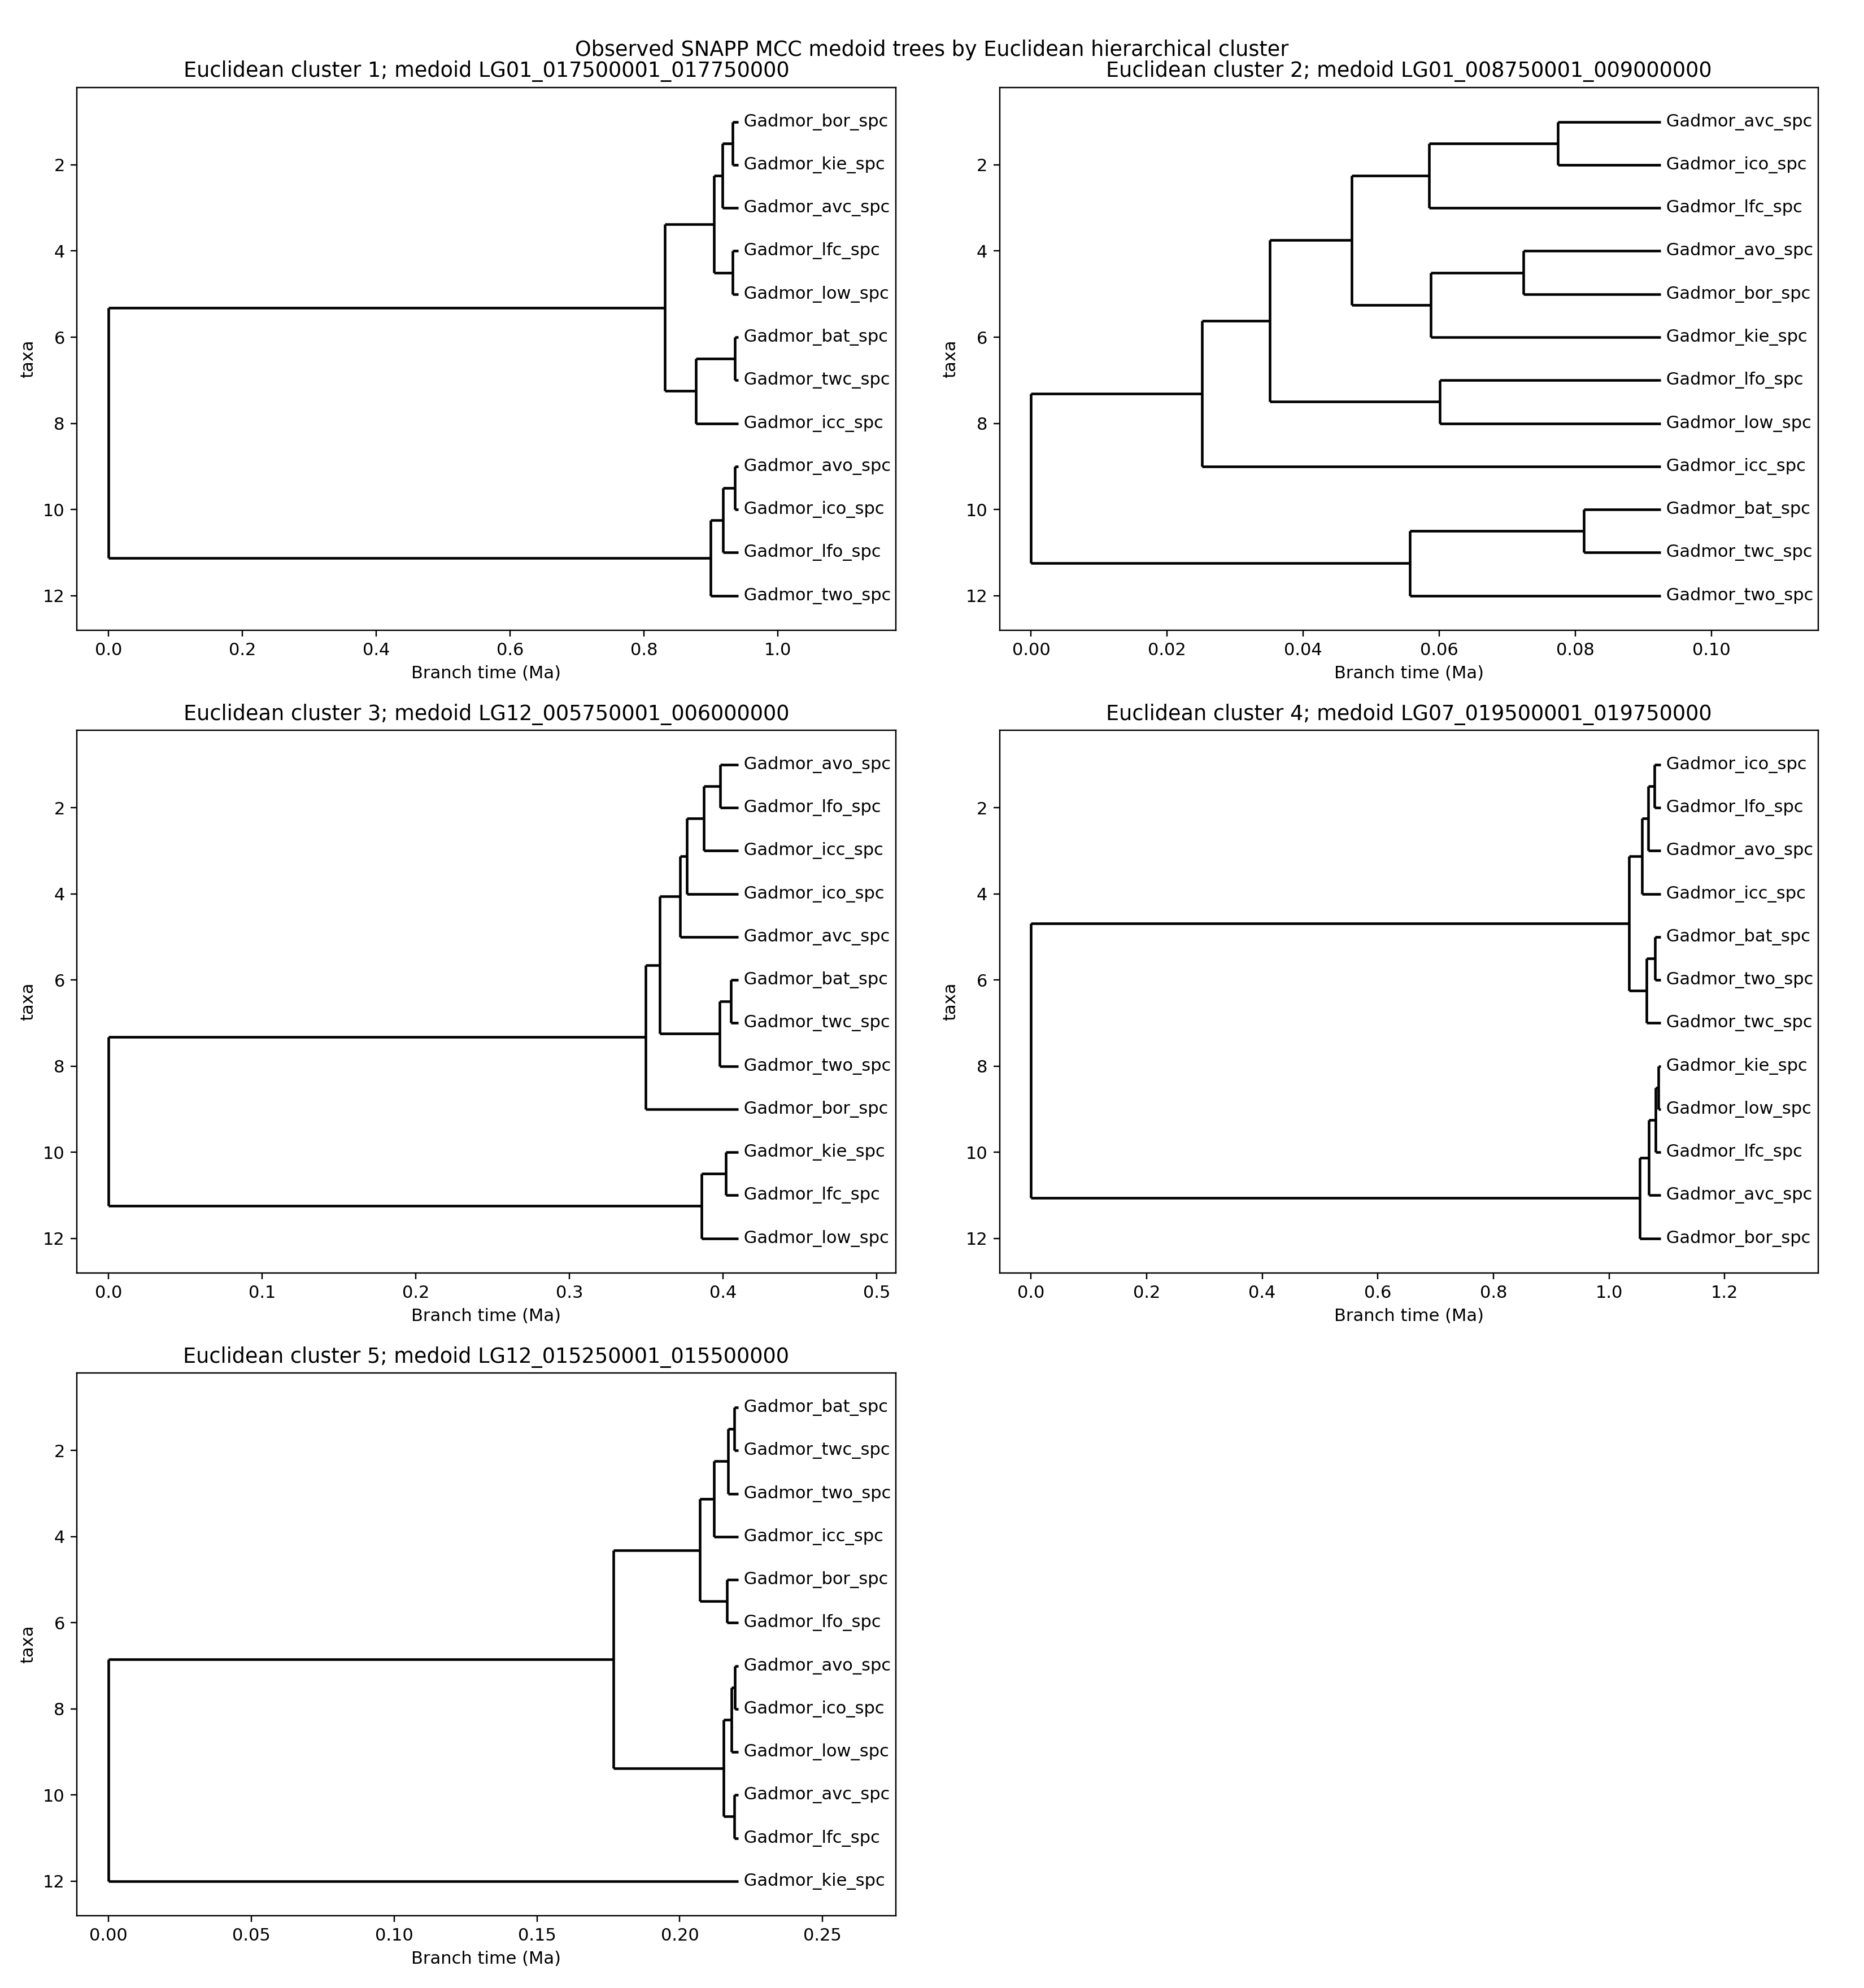 Observed SNAPP MCC medoid trees by Euclidean hierarchical cluster
Euclidean cluster 1; medoid LG01_017500001_017750000
Gadmor_bor_spc
2
Gadmor_kie_spc
Gadmor_avc_spc
4
Gadmor_lfc_spc
Gadmor_low_spc
6
Gadmor_bat_spc
Gadmor_twc_spc
8
Gadmor_icc_spc
Gadmor_avo_spc
10
Gadmor_ico_spc
Gadmor_lfo_spc
12
Gadmor_two_spc
taxa
0.0 0.2 0.4 0.6 0.8 1.0
Branch time (Ma)
Euclidean cluster 2; medoid LG01_008750001_009000000
Gadmor_avc_spc
2
Gadmor_ico_spc
Gadmor_lfc_spc
4
Gadmor_avo_spc
Gadmor_bor_spc
6
Gadmor_kie_spc
Gadmor_lfo_spc
8
Gadmor_low_spc
Gadmor_icc_spc
10
Gadmor_bat_spc
Gadmor_twc_spc
12
Gadmor_two_spc
taxa
0.00 0.02 0.04 0.06 0.08 0.10
Branch time (Ma)
Euclidean cluster 3; medoid LG12_005750001_006000000
Gadmor_avo_spc
2
Gadmor_lfo_spc
Gadmor_icc_spc
4
Gadmor_ico_spc
Gadmor_avc_spc
6
Gadmor_bat_spc
Gadmor_twc_spc
8
Gadmor_two_spc
Gadmor_bor_spc
10
Gadmor_kie_spc
Gadmor_lfc_spc
12
Gadmor_low_spc
taxa
0.0 0.1 0.2 0.3 0.4 0.5
Branch time (Ma)
Euclidean cluster 4; medoid LG07_019500001_019750000
Gadmor_ico_spc
2
Gadmor_lfo_spc
Gadmor_avo_spc
4
Gadmor_icc_spc
Gadmor_bat_spc
6
Gadmor_two_spc
Gadmor_twc_spc
8
Gadmor_kie_spc
Gadmor_low_spc
10
Gadmor_lfc_spc
Gadmor_avc_spc
12
Gadmor_bor_spc
taxa
0.0 0.2 0.4 0.6 0.8 1.0 1.2
Branch time (Ma)
Euclidean cluster 5; medoid LG12_015250001_015500000
Gadmor_bat_spc
2
Gadmor_twc_spc
Gadmor_two_spc
4
Gadmor_icc_spc
Gadmor_bor_spc
6
Gadmor_lfo_spc
Gadmor_avo_spc
8
Gadmor_ico_spc
Gadmor_low_spc
10
Gadmor_avc_spc
Gadmor_lfc_spc
12
Gadmor_kie_spc
taxa
0.00 0.05 0.10 0.15 0.20 0.25
Branch time (Ma)